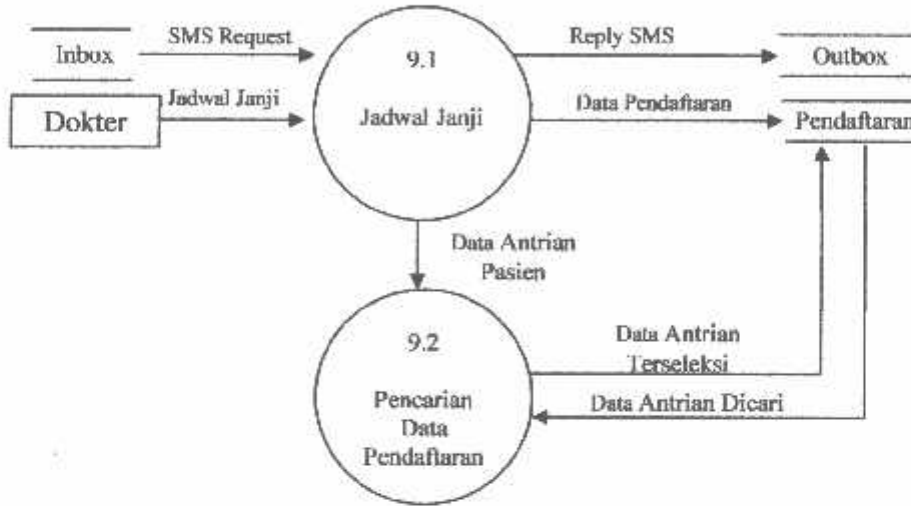 SMS Request
Reply SMS
Inbox
9.1
Outbox
Jadwal Janji
Data Pendaftaran
Dokter
Jadwal Janji
Pendaftaran
Data Antrian
Pasien
9.2
Data Antrian
Terseleksi
Pencarian
Data
Pendaftaran
Data Antrian Dicari